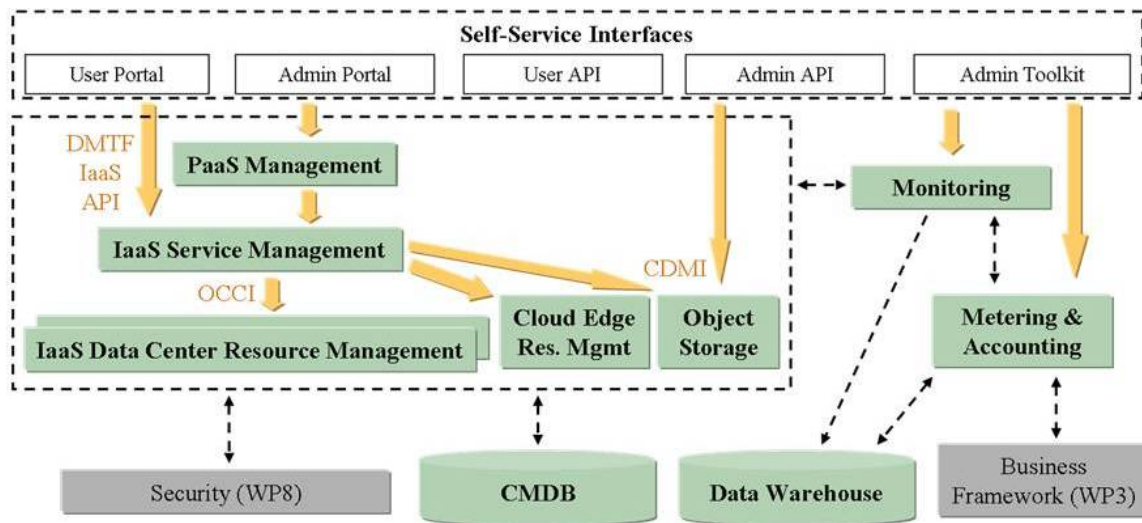 Self-Service Interfaces
User Portal
Admin Portal
User API
Admin API
Admin Toolkit
DMTF
IaaS
API
PaaS Management
Monitoring
IaaS Service Management
CDMI
OCCI
Cloud Edge
Res. Mgmt
Object
Storage
Metering &
Accounting
IaaS Data Center Resource Management
Security (WP8)
CMDB
Data Warehouse
Business
Framework (WP3)